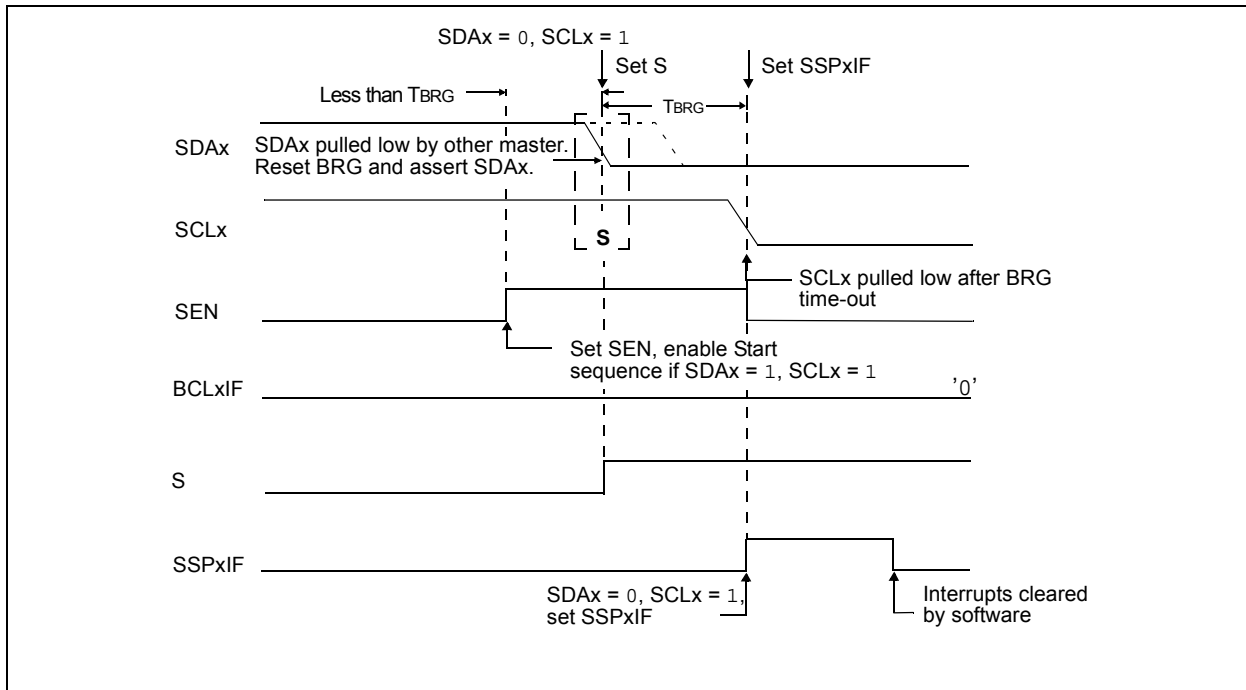 SDAx = 0, SCLx = 1
Set S
Set SSPxIF
Less than TBRG
TBRG
SDAx
SDAx pulled low by other master.
Reset BRG and assert SDAx.
SCLx
S
SCLx pulled low after BRG
time-out
SEN
Set SEN, enable Start
sequence if SDAx = 1, SCLx = 1
BCLxIF
'0'
S
SSPxIF
SDAx = 0, SCLx = 1,
set SSPxIF
Interrupts cleared
by software